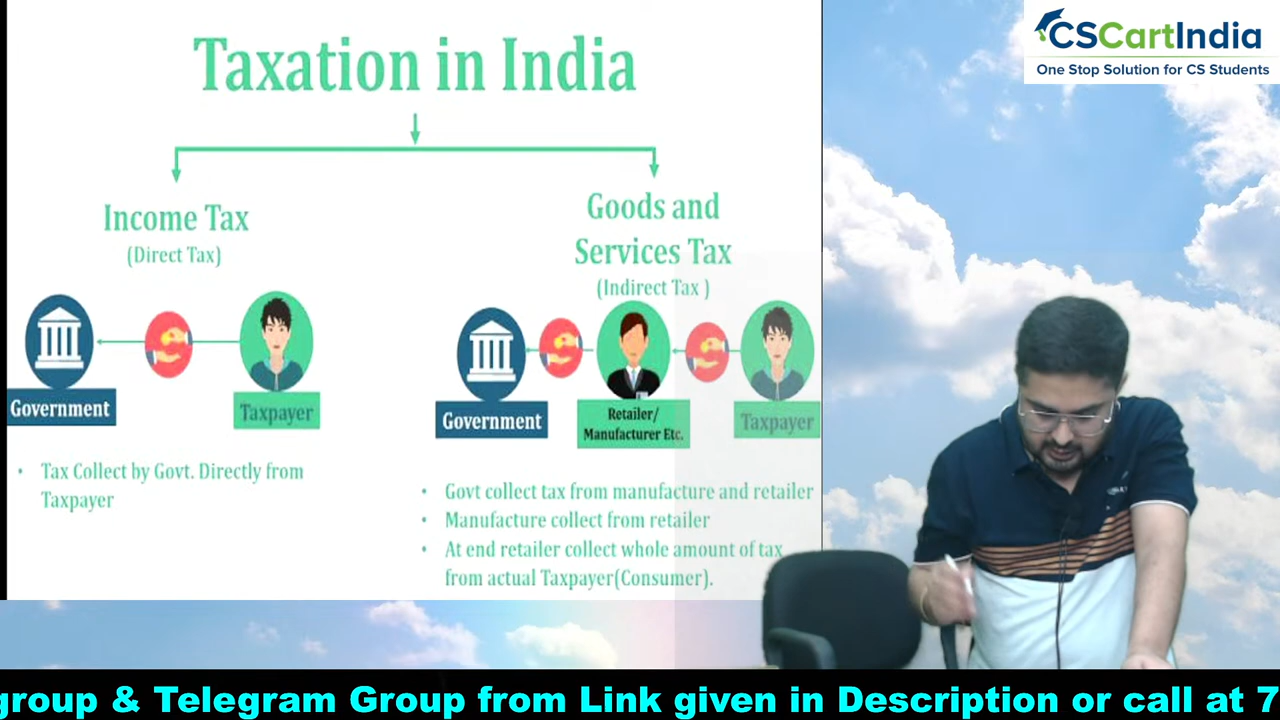 Taxation in India
CSCartIndia
One Stop Solution for CS Students
Income Tax
(Direct Tax)
Government
Taxpayer
• Tax Collect by Govt. Directly from
Taxpayer
Goods and
Services Tax
(Indirect Tax )
Government
Retailer/
Manufacturer Etc.
Taxpayer
• Govt collect tax from manufacture and retailer
• Manufacture collect from retailer
• At end retailer collect whole amount of tax
from actual Taxpayer(Consumer).
group & Telegram Group from Link given in Description or call at 7